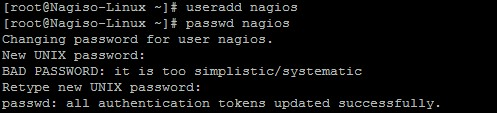 [root@Nagiso-Linux ~]# useradd nagios
[root@Nagiso-Linux ~]# passwd nagios
Changing password for user nagios.
New UNIX password:
BAD PASSWORD: it is too simplistic/systematic
Retype new UNIX password:
passwd: all authentication tokens updated successfully.